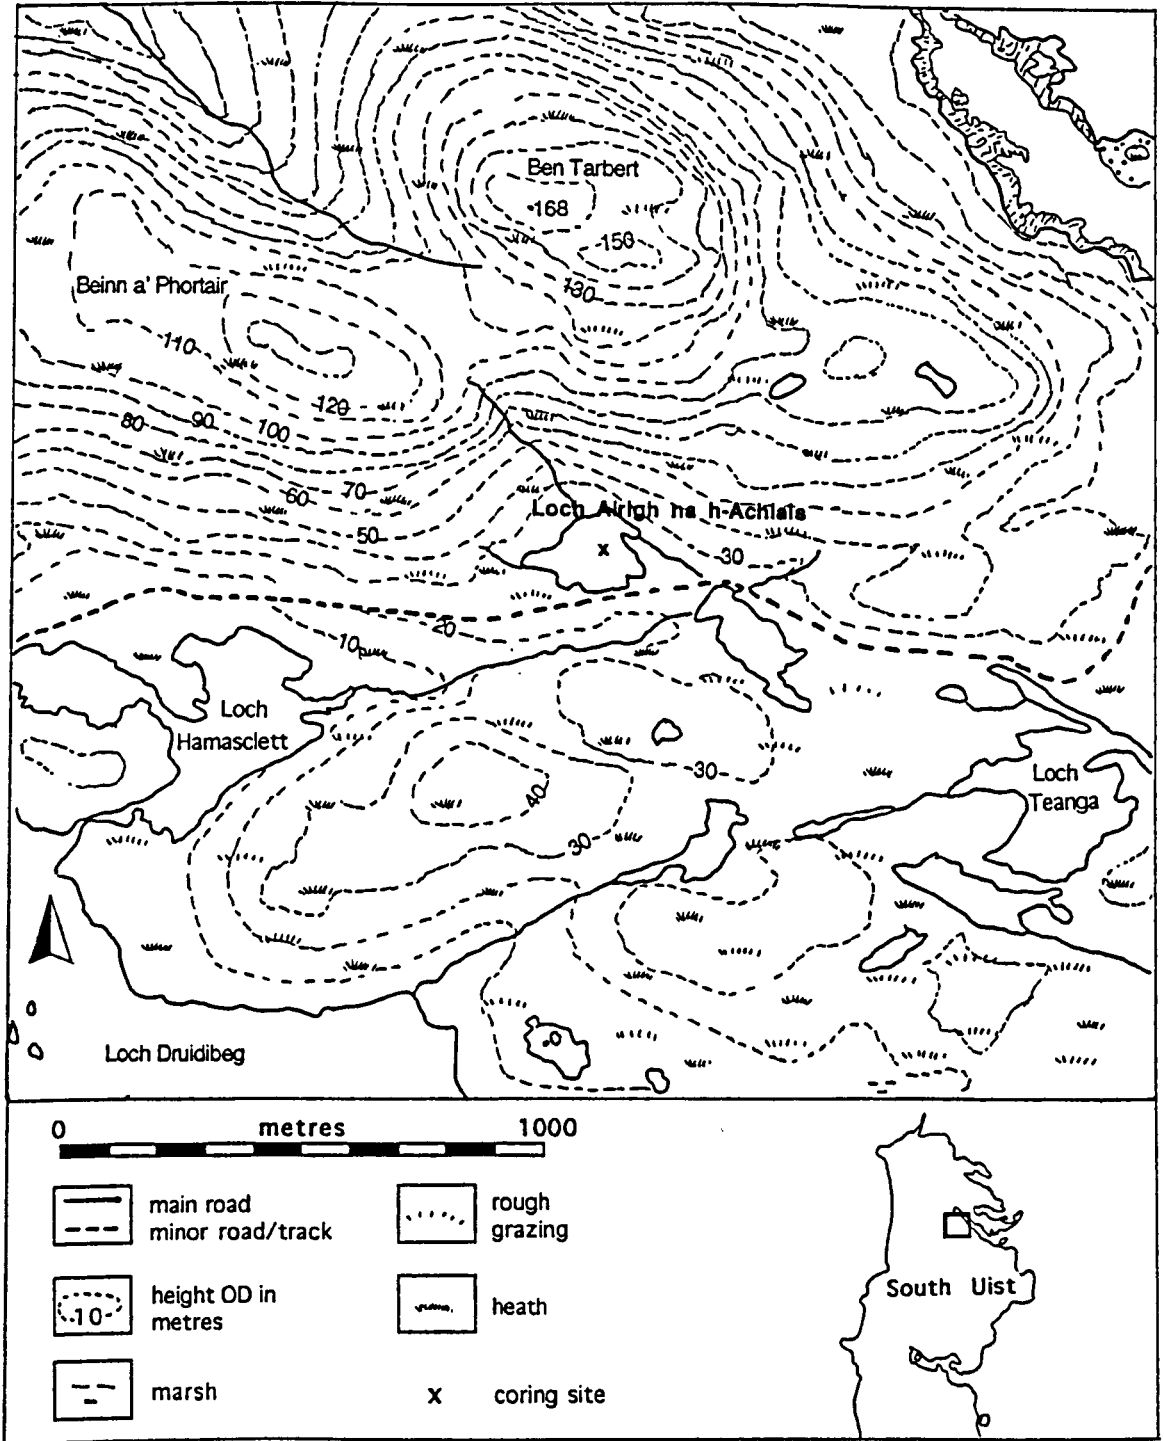 Ben Tarbert
168
150
130
Beinn a' Phortair
110
120
80
90
100
70
60
50
Loch Airigh na h-Achlais
x
30
20
10
Loch
Hamasclett
30
40
30
Loch
Teanga
Loch Druidibeg
0 metres 1000
main road
minor road/track
rough
grazing
10
height OD in
metres
heath
South Uist
marsh
x coring site